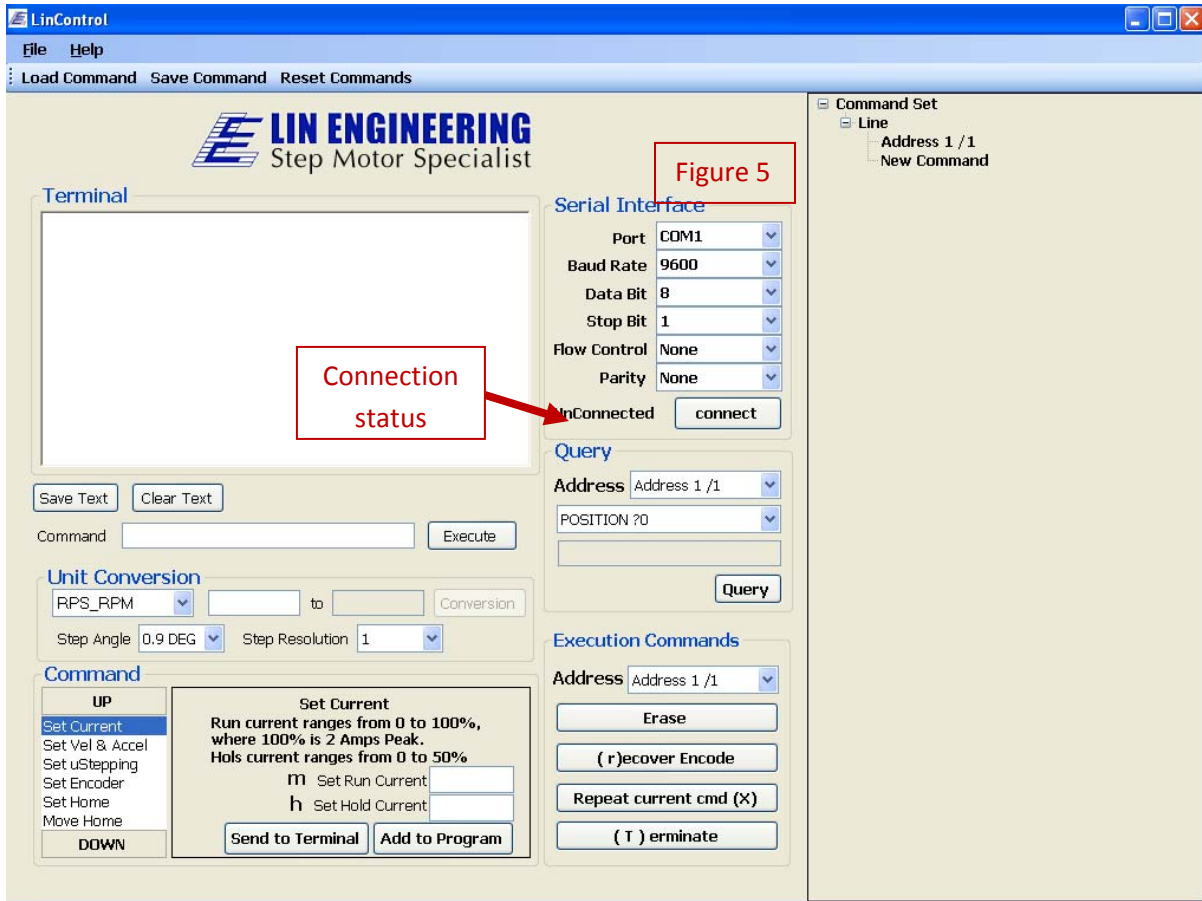 LinControl
File Help
Load Command Save Command Reset Commands
LIN ENGINEERING
Step Motor Specialist
Figure 5
Terminal
Save Text Clear Text
Command Execute
Unit Conversion
RPS_RPM to Conversion
Step Angle 0.9 DEG Step Resolution 1
Command
UP
Set Current
Set Vel & Accel
Set uStepping
Set Encoder
Set Home
Move Home
DOWN
Set Current
Run current ranges from 0 to 100%,
where 100% is 2 Amps Peak.
Hols current ranges from 0 to 50%
m Set Run Current
h Set Hold Current
Send to Terminal Add to Program
Serial Interface
Port COM1
Baud Rate 9600
Data Bit 8
Stop Bit 1
Flow Control None
Parity None
Connection
status
UnConnected connect
Query
Address Address 1 /1
POSITION ?0
Query
Execution Commands
Address Address 1 /1
Erase
( r)ecover Encode
Repeat current cmd (X)
( T ) erminate
Command Set
Line
Address 1 /1
New Command